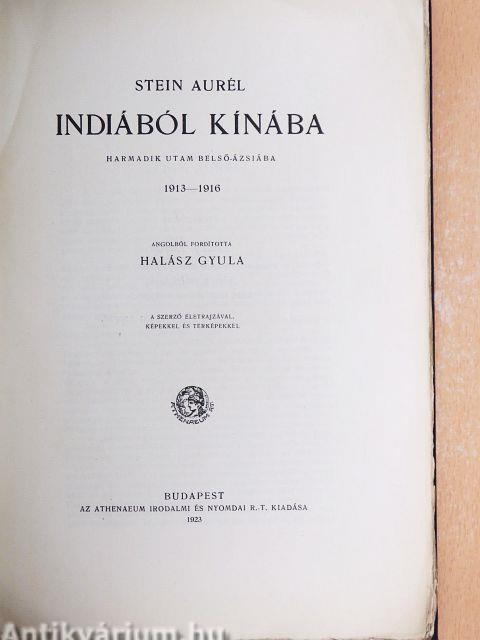 STEIN AURÉL
INDIÁBÓL KÍNÁBA
HARMADIK UTAM BELSŐ-ÁZSIÁBA
1913—1916
ANGOLBÓL FORDÍTOTTA
HALÁSZ GYULA
A SZERZŐ ÉLETRAJZÁVAL,
KÉPEKKEL ÉS TÉRKÉPEKKEL
ATHENAEUM R.T.
BUDAPEST
AZ ATHENAEUM IRODALMI ÉS NYOMDAI R.-T. KIADÁSA
1923
Antikvárium.hu